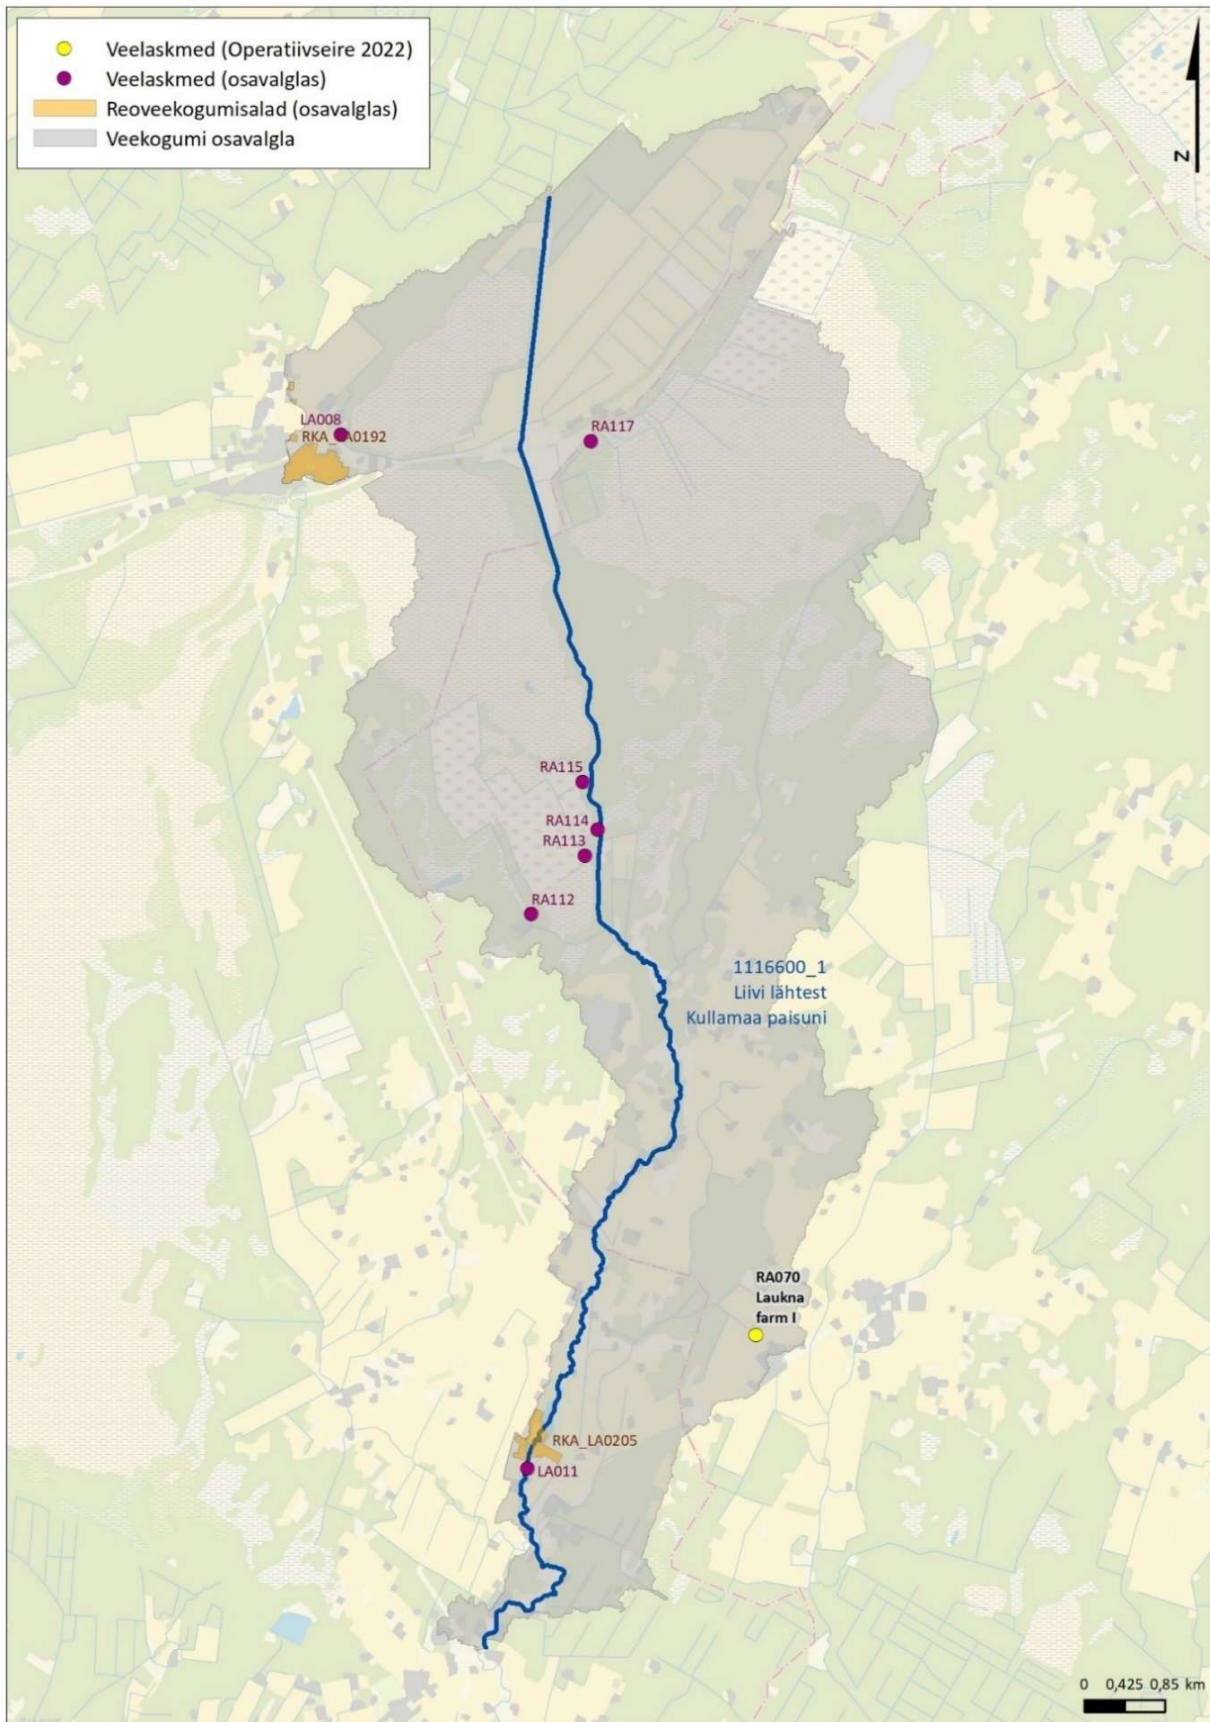 Veelaskmed (Operatiivseire 2022)
Veelaskmed (osavalglas)
Reoveekogumisalad (osavalglas)
Veekogumi osavalgla
N
LA008
RKA_LA0192
RA117
RA115
RA114
RA113
RA112
1116600_1
Liivi lähtest
Kullamaa paisuni
RA070
Laukna
farm I
RKA_LA0205
LA011
0 0,425 0,85 km